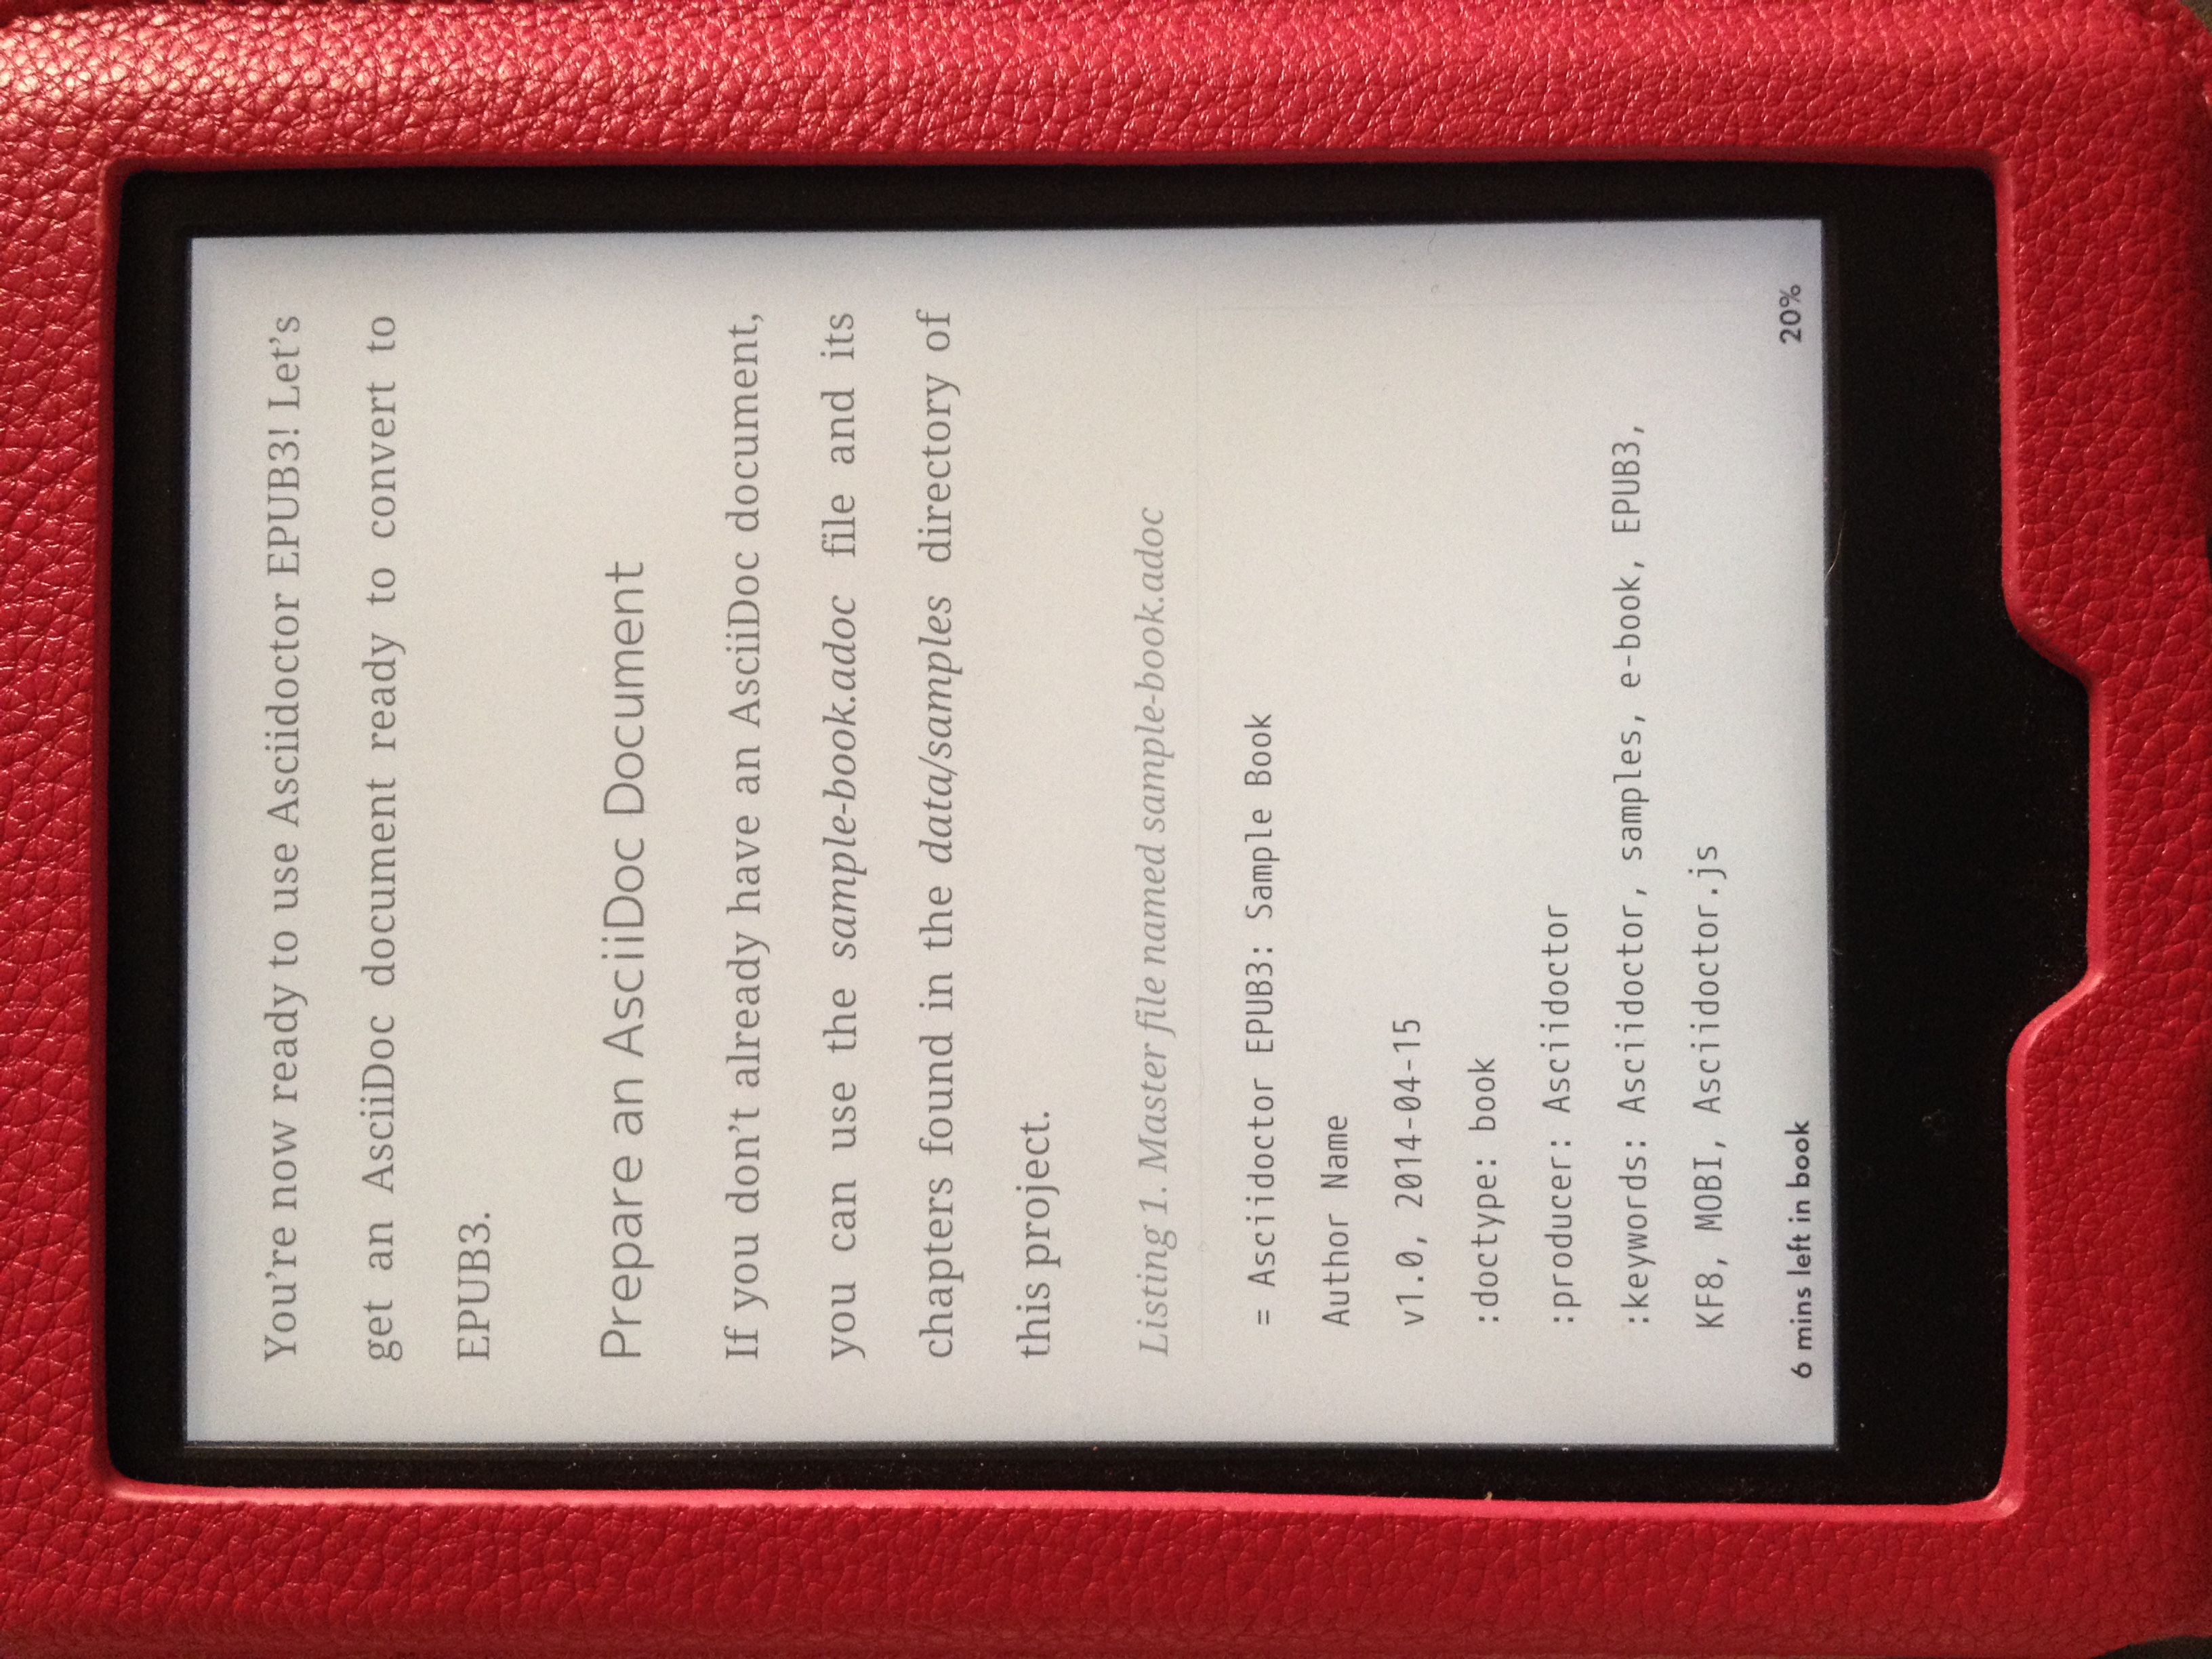 You're now ready to use Asciidoctor EPUB3! Let's
get an AsciiDoc document ready to convert to
EPUB3.
Prepare an AsciiDoc Document
If you don't already have an AsciiDoc document,
you can use the sample-book.adoc file and its
chapters found in the data/samples directory of
this project.
Listing 1. Master file named sample-book.adoc
= Asciidoctor EPUB3: Sample Book
Author Name
v1.0, 2014-04-15
:doctype: book
:producer: Asciidoctor
:keywords: Asciidoctor, samples, e-book, EPUB3,
KF8, MOBI, Asciidoctor.js
6 mins left in book 20%